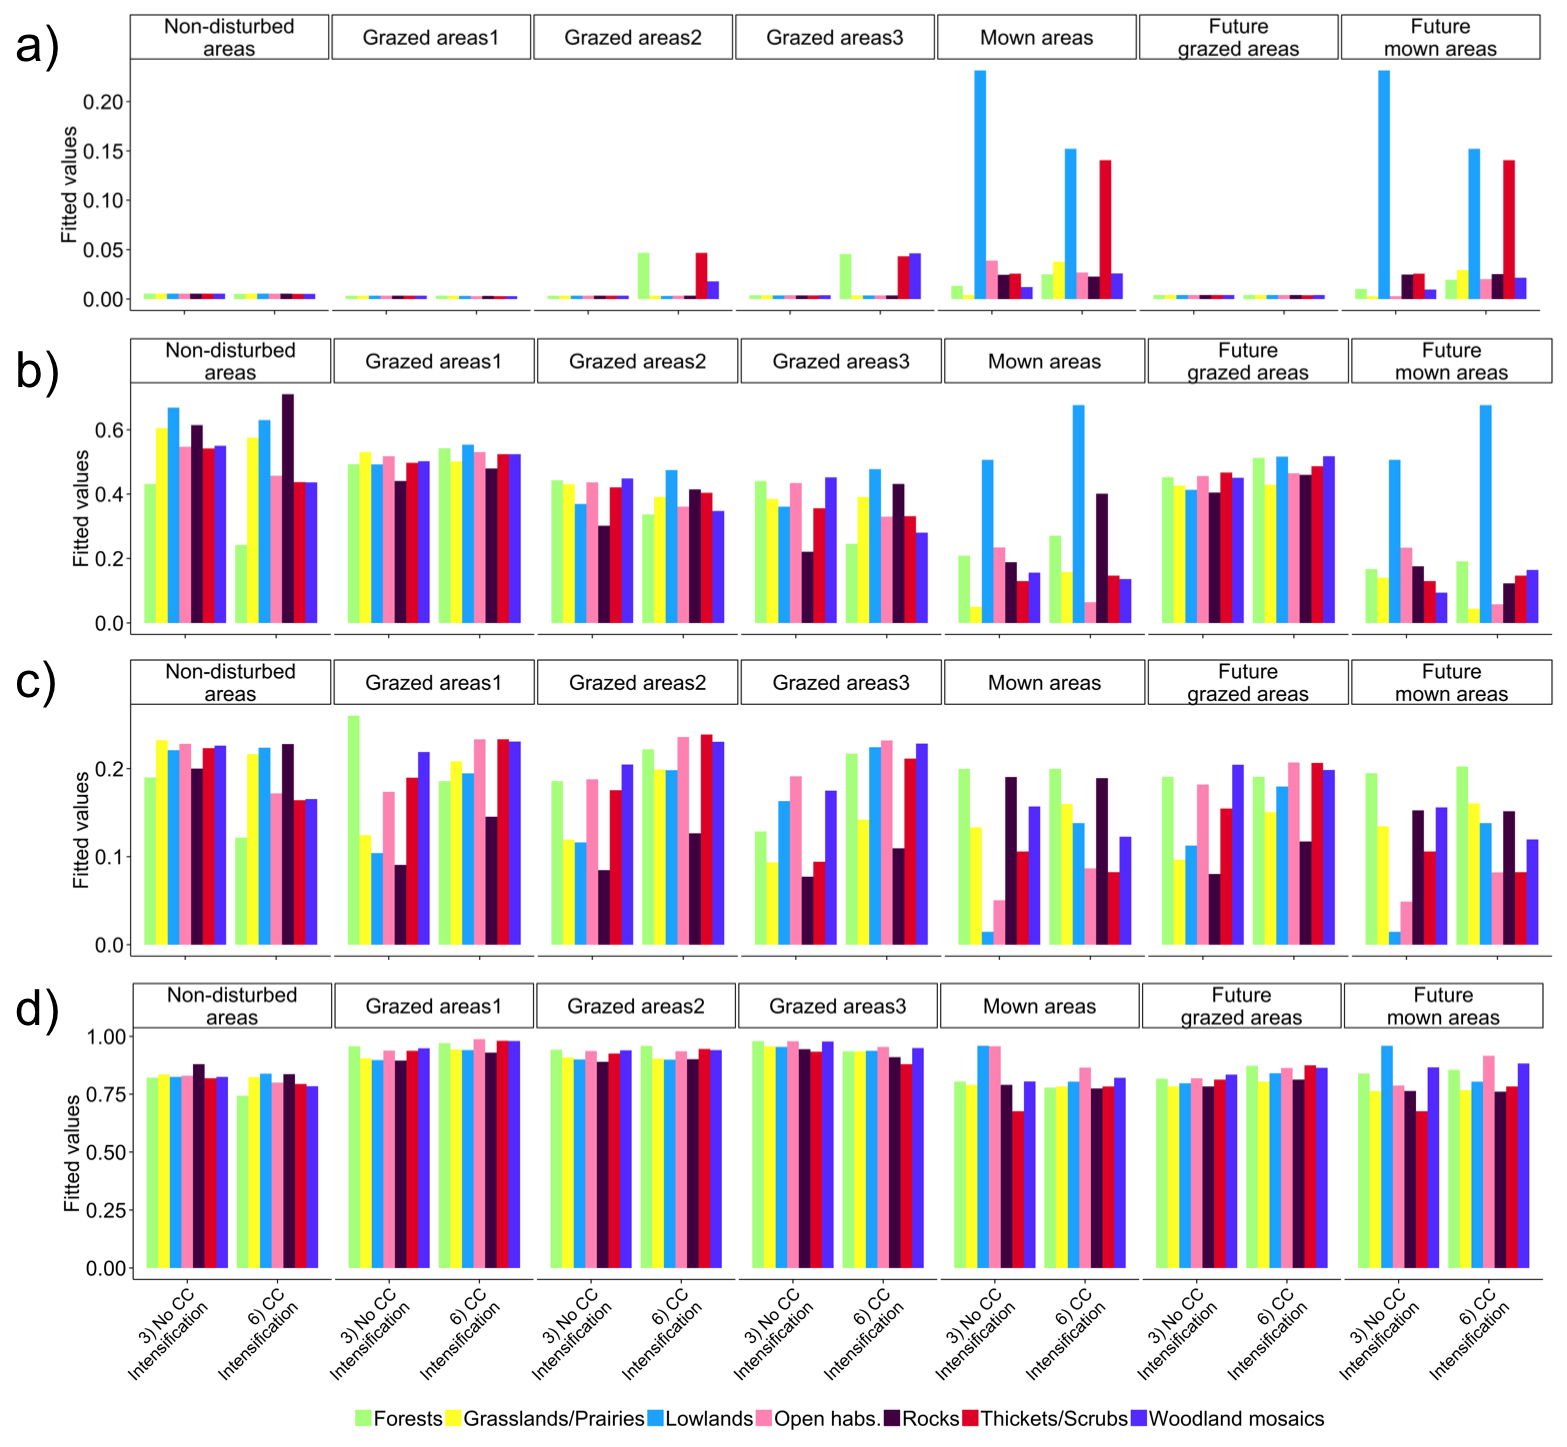 a)
Non-disturbed
areas
Grazed areas1
Grazed areas2
Grazed areas3
Mown areas
Future
grazed areas
Future
mown areas
Fitted values
0.20
0.15
0.10
0.05
0.00
b)
Non-disturbed
areas
Grazed areas1
Grazed areas2
Grazed areas3
Mown areas
Future
grazed areas
Future
mown areas
Fitted values
0.6
0.4
0.2
0.0
c)
Non-disturbed
areas
Grazed areas1
Grazed areas2
Grazed areas3
Mown areas
Future
grazed areas
Future
mown areas
Fitted values
0.2
0.1
0.0
d)
Non-disturbed
areas
Grazed areas1
Grazed areas2
Grazed areas3
Mown areas
Future
grazed areas
Future
mown areas
Fitted values
1.00
0.75
0.50
0.25
0.00
3) No CC
Intensification
6) CC
Intensification
3) No CC
Intensification
6) CC
Intensification
3) No CC
Intensification
6) CC
Intensification
3) No CC
Intensification
6) CC
Intensification
3) No CC
Intensification
6) CC
Intensification
3) No CC
Intensification
6) CC
Intensification
3) No CC
Intensification
6) CC
Intensification
Forests Grasslands/Prairies Lowlands Open habs. Rocks Thickets/Scrubs Woodland mosaics